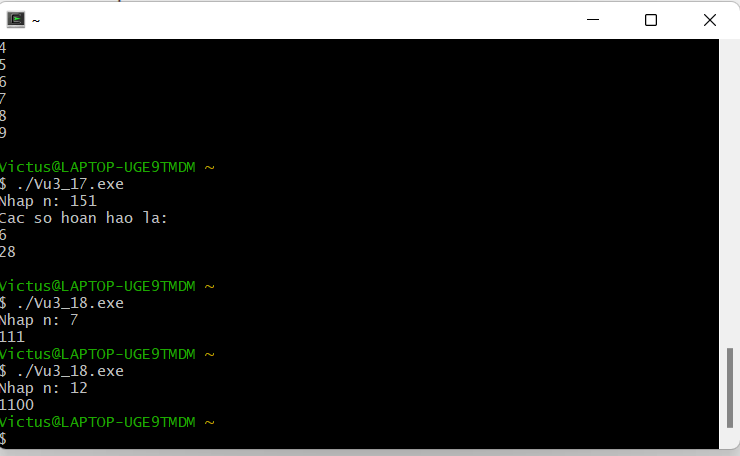 ~
4
5
6
7
8
9
Victus@LAPTOP-UGE9TMDM ~
$ ./Vu3_17.exe
Nhap n: 151
Cac so hoan hao la:
6
28
Victus@LAPTOP-UGE9TMDM ~
$ ./Vu3_18.exe
Nhap n: 7
111
Victus@LAPTOP-UGE9TMDM ~
$ ./Vu3_18.exe
Nhap n: 12
1100
Victus@LAPTOP-UGE9TMDM ~
$